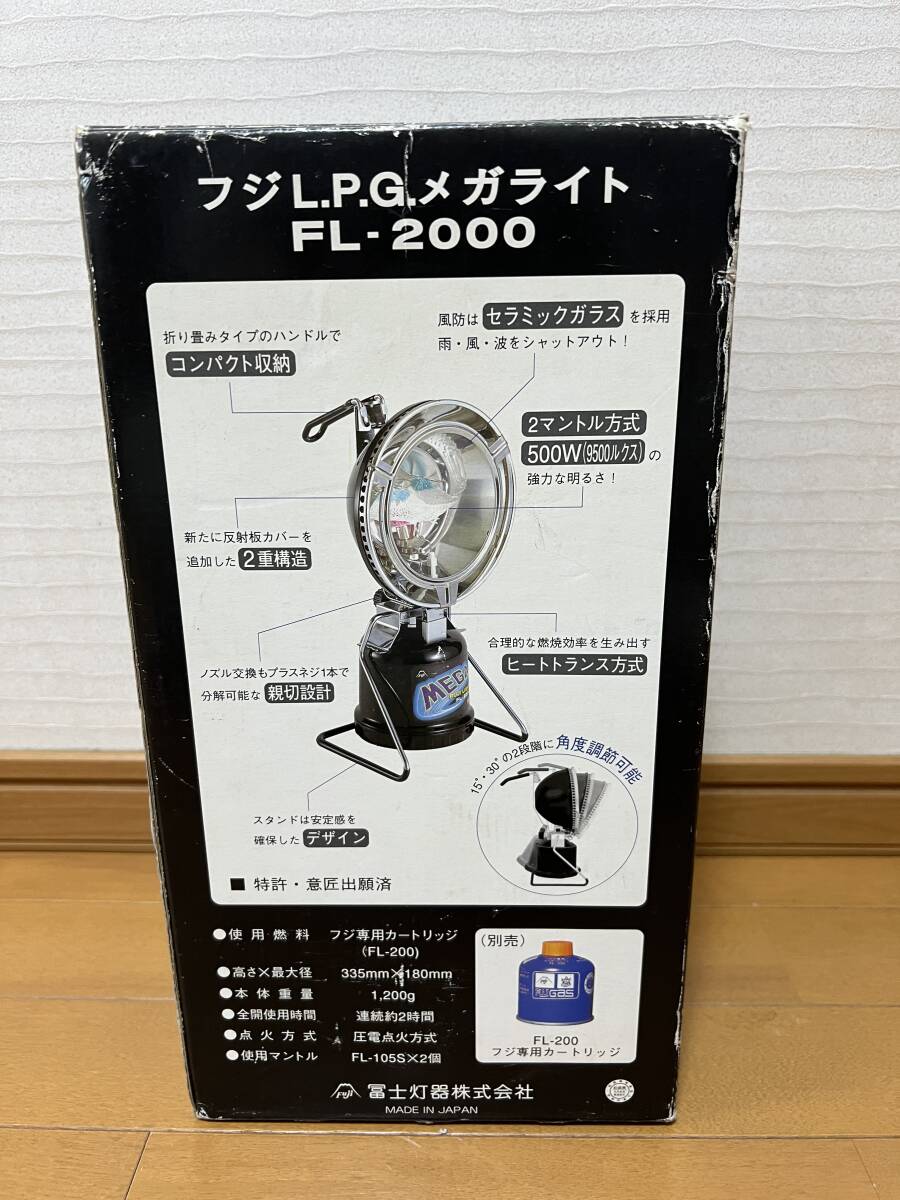 フジL.P.G.メガライト
FL-2000
折り畳みタイプのハンドルで
コンパクト収納
風防は セラミックガラス を採用
雨・風・波をシャットアウト！
2マントル方式
500W(9500ルクス) の
強力な明るさ！
新たに反射板カバーを
追加した 2重構造
合理的な燃焼効率を生み出す
ヒートトランス方式
ノズル交換もプラスネジ1本で
分解可能な 親切設計
MEGA
15°・30°の2段階に角度調節可能
スタンドは安定感を
確保した デザイン
■ 特許・意匠出願済
●使用燃料 フジ専用カートリッジ
(FL-200)
●高さ×最大径 335mm×180mm
●本体重量 1,200g
●全開使用時間 連続約2時間
●点火方式 圧電点火方式
●使用マントル FL-105S×2個
(別売)
Gas
FL-200
フジ専用カートリッジ
FUJI 冨士灯器株式会社
MADE IN JAPAN